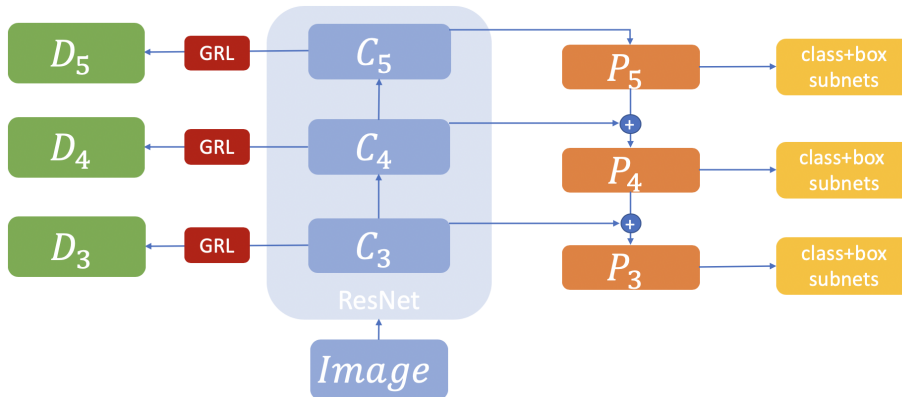 D₅ GRL C₅ P₅ class+box
subnets
D₄ GRL C₄ + P₄ class+box
subnets
D₃ GRL C₃ + P₃ class+box
subnets
ResNet
Image